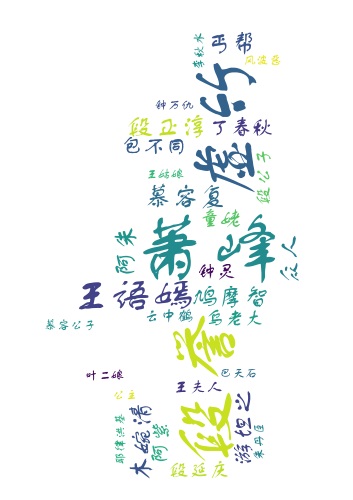 李秋水
丐帮
风波恶
钟万仇
虚竹
段正淳
丁春秋
包不同
段公子
王姑娘
慕容复
童姥
阿朱
萧峰
众人
钟灵
王语嫣
鸠摩智
云中鹤
乌老大
慕容公子
段誉
巴天石
叶二娘
王夫人
公主
耶律洪基
木婉清
阿紫
游坦之
朱丹臣
段延庆